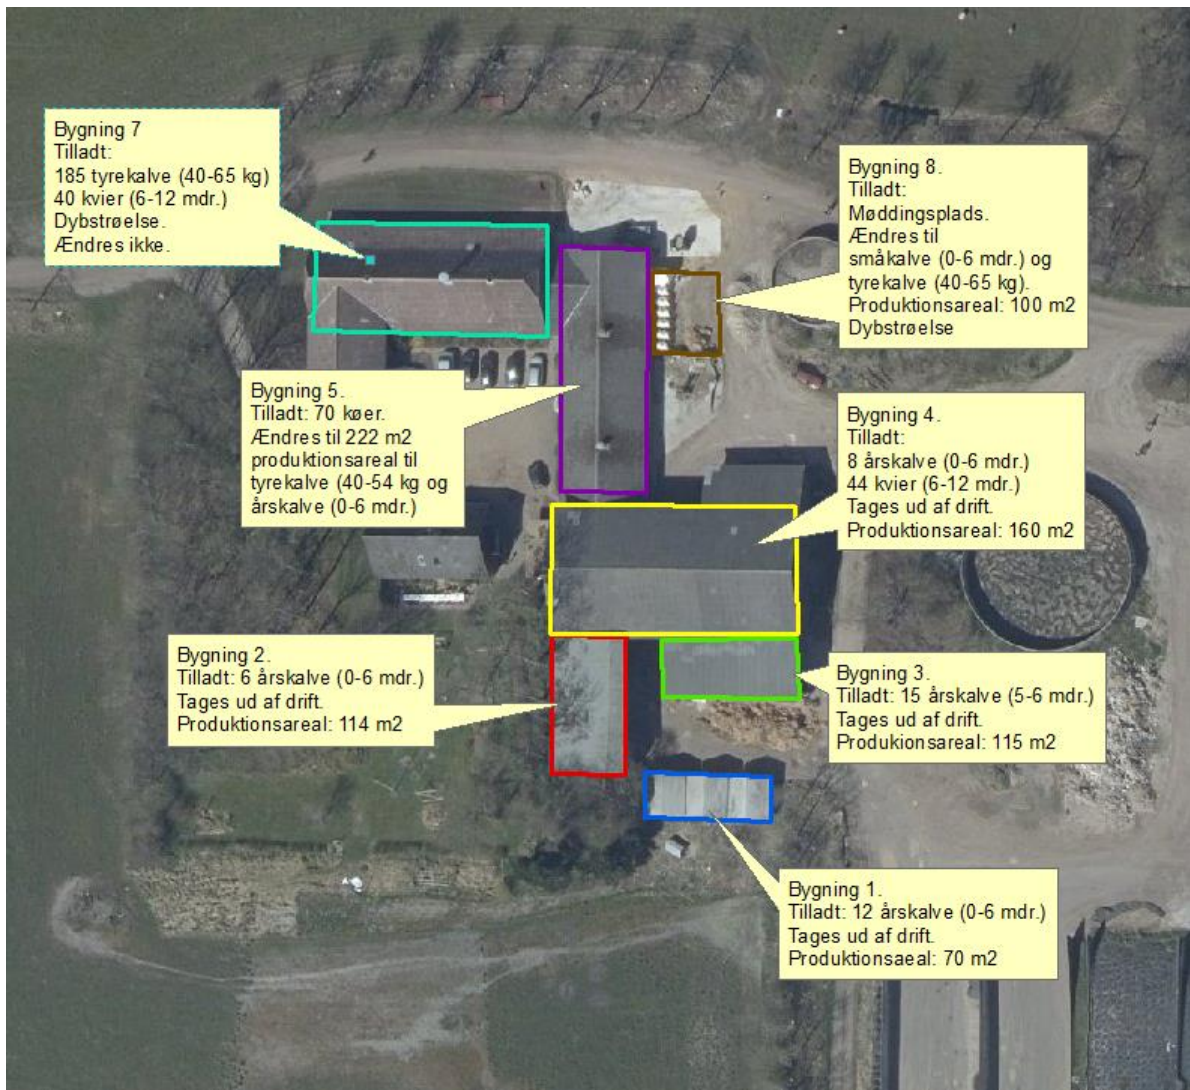 Bygning 7
Tilladt:
185 tyrekalve (40-65 kg)
40 kvier (6-12 mdr.)
Dybstrøelse.
Ændres ikke.
Bygning 8.
Tilladt:
Møddingsplads.
Ændres til
småkalve (0-6 mdr.) og
tyrekalve (40-65 kg).
Produktionsareal: 100 m2
Dybstrøelse
Bygning 5.
Tilladt: 70 køer.
Ændres til 222 m2
produktionsareal til
tyrekalve (40-54 kg og
årskalve (0-6 mdr.)
Bygning 4.
Tilladt:
8 årskalve (0-6 mdr.)
44 kvier (6-12 mdr.)
Tages ud af drift.
Produktionsareal: 160 m2
Bygning 2.
Tilladt: 6 årskalve (0-6 mdr.)
Tages ud af drift.
Produktionsareal: 114 m2
Bygning 3.
Tilladt: 15 årskalve (5-6 mdr.)
Tages ud af drift.
Produkionsareal: 115 m2
Bygning 1.
Tilladt: 12 årskalve (0-6 mdr.)
Tages ud af drift.
Produktionsaeal: 70 m2